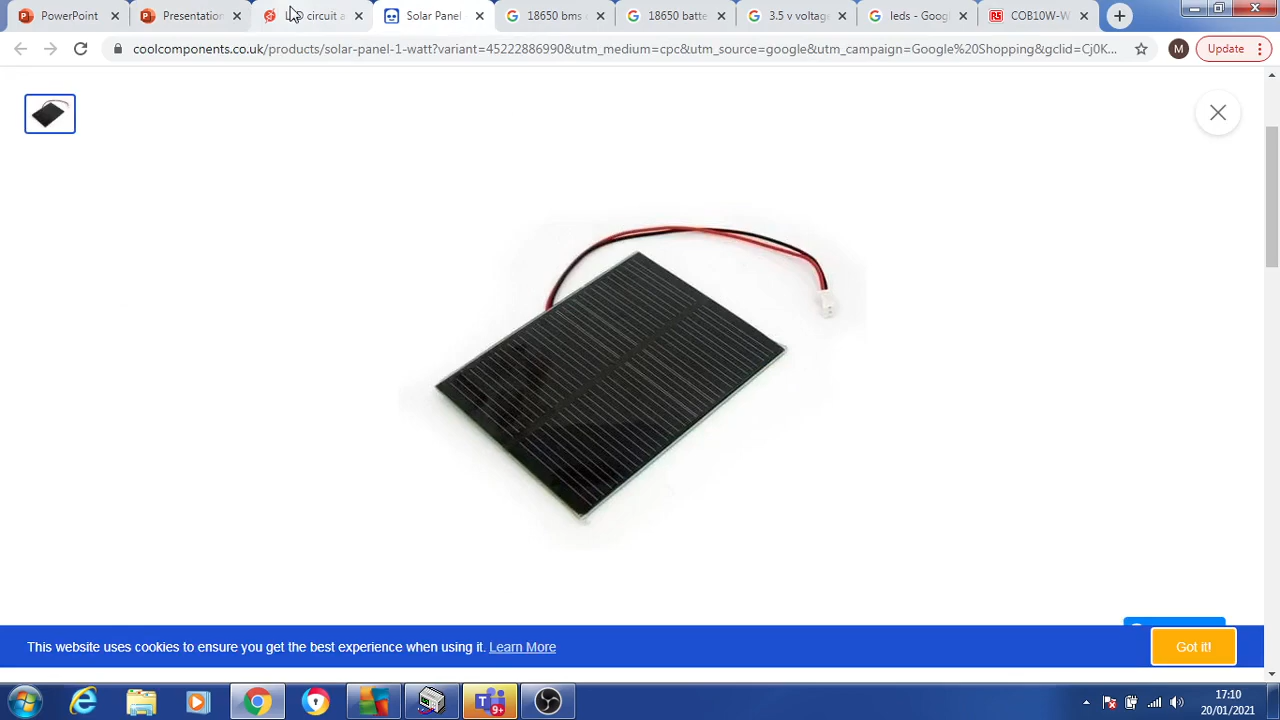 PowerPoint
Presentation
circuit a
Solar Panel
18650 batte
3.5 v voltag
leds - Goog
COB10W-W
coolcomponents.co.uk/products/solar-panel-1-watt?variant=45222886990&utm_medium=cpc&utm_source=google&utm_campaign=Google%20Shopping&gclid=Cj0K...
M
Update
This website uses cookies to ensure you get the best experience when using it. Learn More
Got it!
9+
17:10
20/01/2021